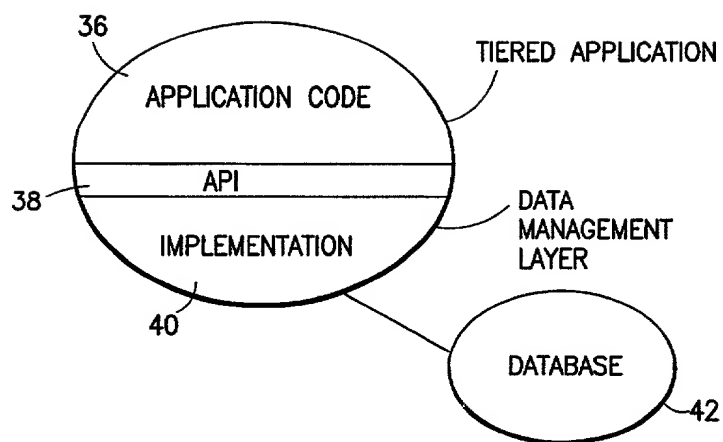 36
TIERED APPLICATION
APPLICATION CODE
API
38
DATA
MANAGEMENT
LAYER
IMPLEMENTATION
40
DATABASE
42